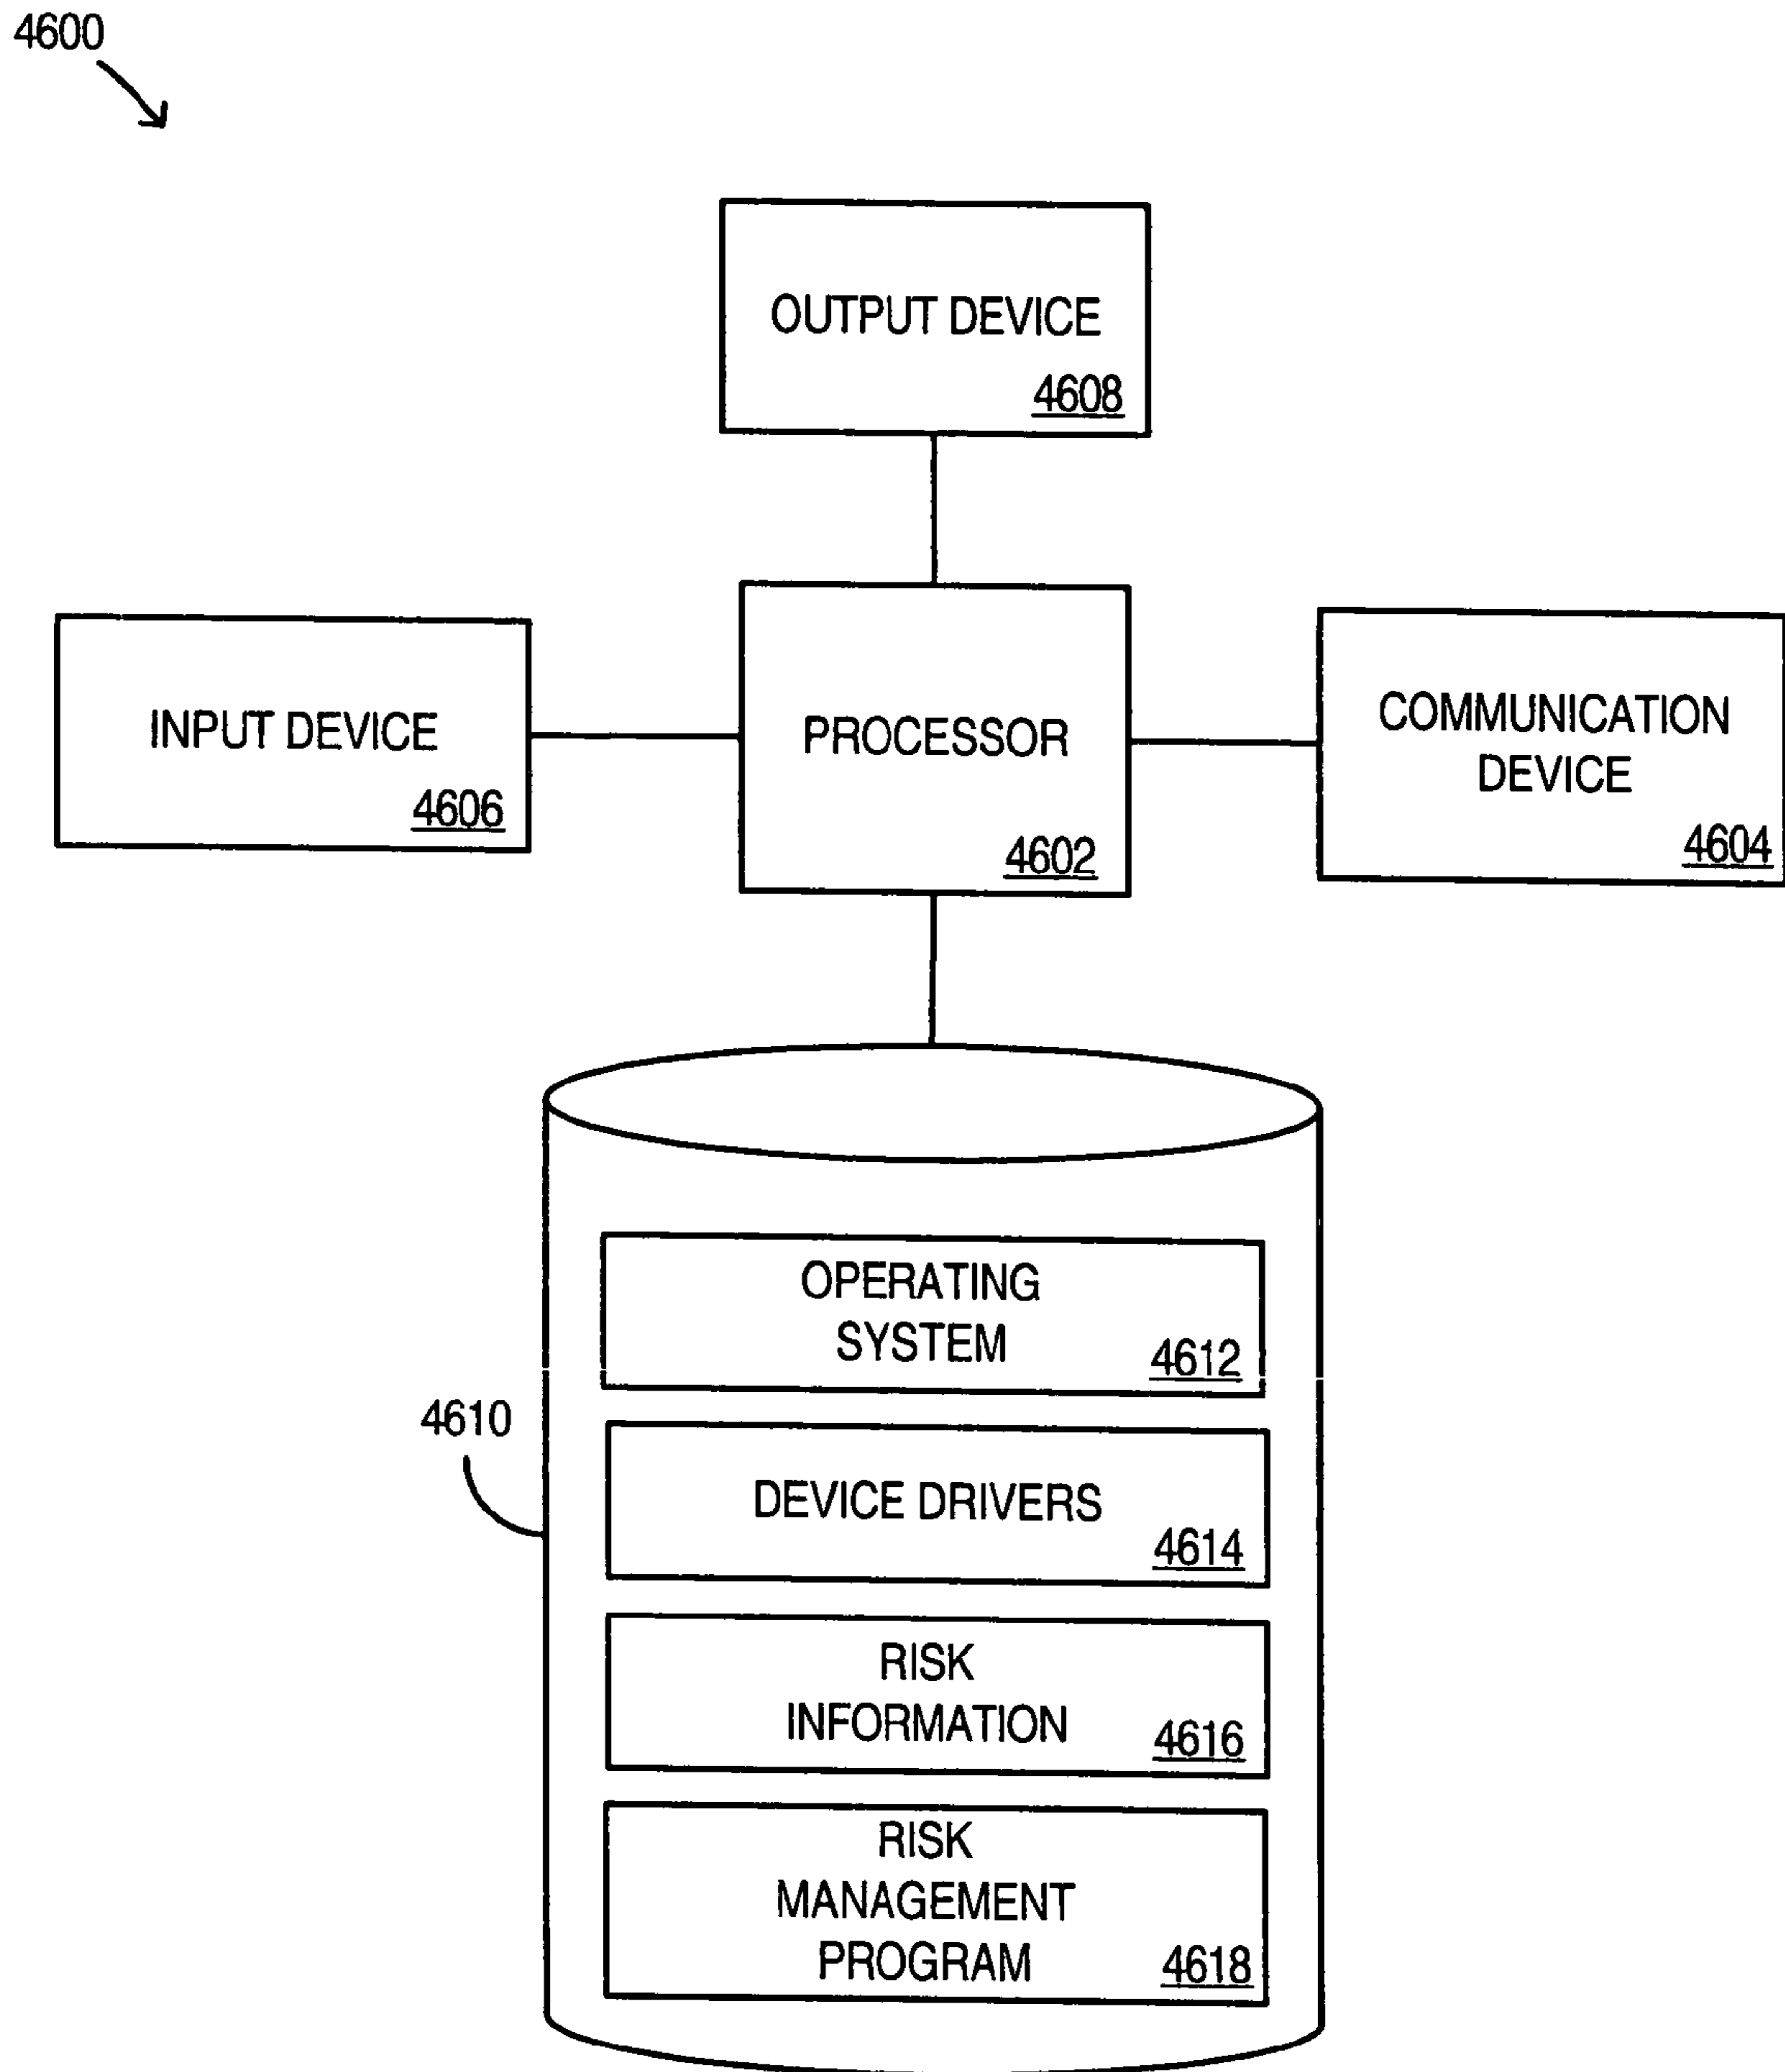 4600
OUTPUT DEVICE
4608
INPUT DEVICE
4606
PROCESSOR
4602
COMMUNICATION
DEVICE
4604
OPERATING
SYSTEM
4612
4610
DEVICE DRIVERS
4614
RISK
INFORMATION
4616
RISK
MANAGEMENT
PROGRAM
4618